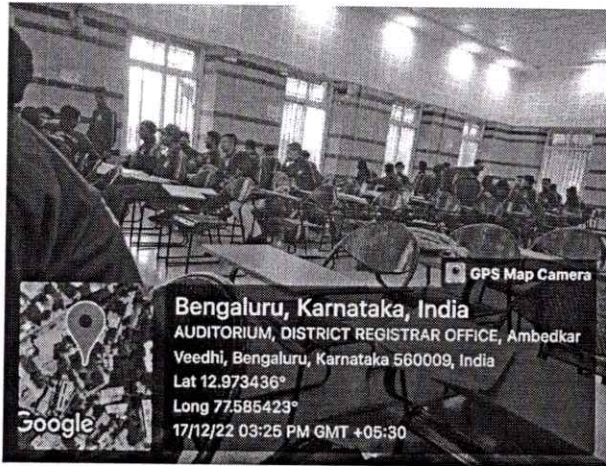 GPS Map Camera
Bengaluru, Karnataka, India
AUDITORIUM, DISTRICT REGISTRAR OFFICE, Ambedkar
Veedhi, Bengaluru, Karnataka 560009, India
Lat 12.973436°
Long 77.585423°
17/12/22 03:25 PM GMT +05:30
Google